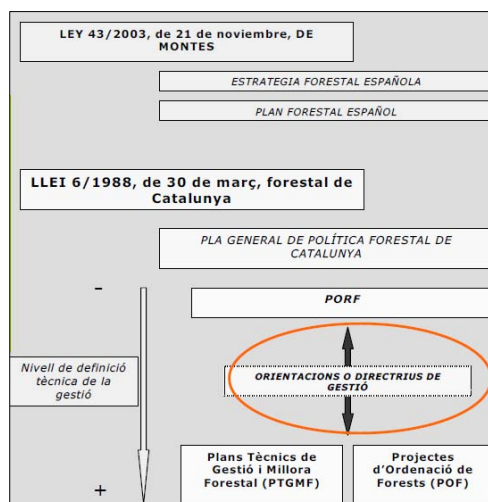 LEY 43/2003, de 21 de noviembre, DE
MONTES
ESTRATEGIA FORESTAL ESPAÑOLA
PLAN FORESTAL ESPAÑOL
LLEI 6/1988, de 30 de març, forestal de
Catalunya
PLA GENERAL DE POLÍTICA FORESTAL DE
CATALUNYA
-
PORF
Nivell de definició
tècnica de la
gestió
ORIENTACIONS O DIRECTRIUS DE
GESTIÓ
Plans Tècnics de
Gestió i Millora
Forestal (PTGMF)
Projectes
d'Ordenació de
Forests (POF)
+